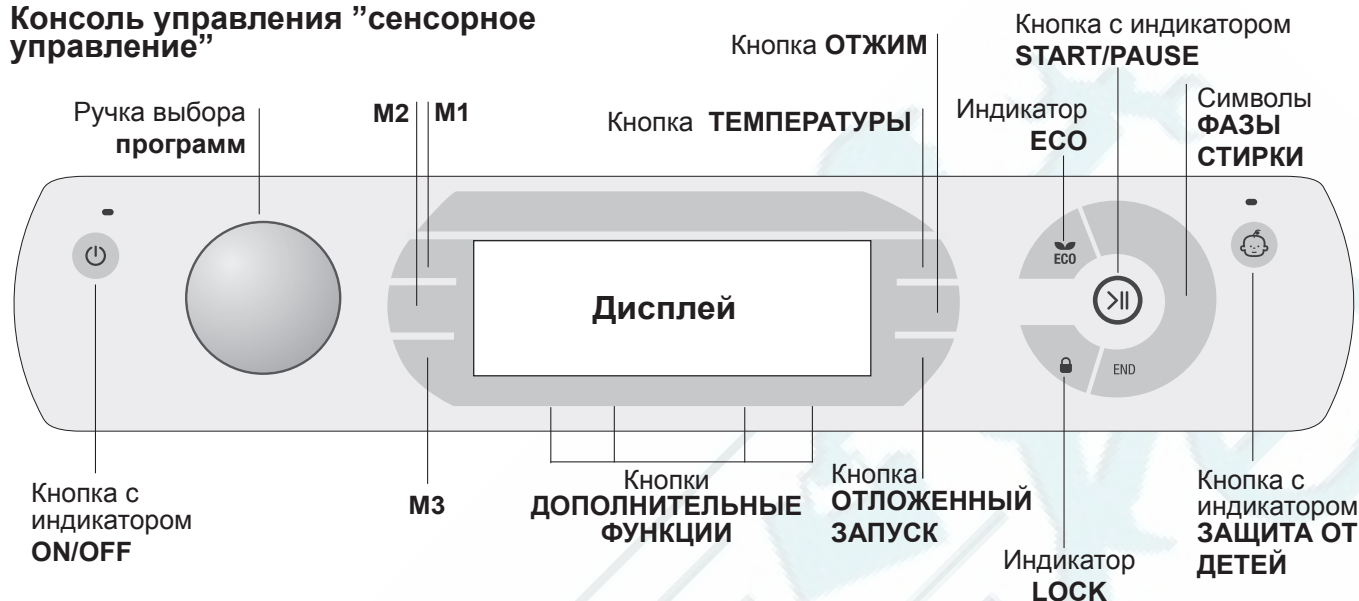 Консоль управления ”сенсорное
управление”
Ручка выбора
программ
M2
M1
Кнопка ОТЖИМ
Кнопка ТЕМПЕРАТУРЫ
Кнопка с индикатором
START/PAUSE
Индикатор
ECO
Символы
ФАЗЫ
СТИРКИ
Дисплей
ECO
END
Кнопка с
индикатором
ON/OFF
M3
Кнопки
ДОПОЛНИТЕЛЬНЫЕ
ФУНКЦИИ
Кнопка
ОТЛОЖЕННЫЙ
ЗАПУСК
Индикатор
LOCK
Кнопка с
индикатором
ЗАЩИТА ОТ
ДЕТЕЙ